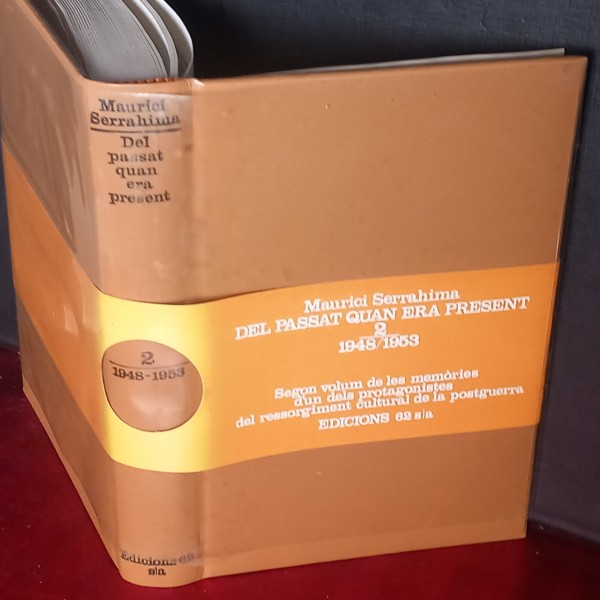 Maurici
Serrahima
Del
passat
quan
era
present
2
1948-1953
Edicions 62
s|a
Maurici Serrahima
DEL PASSAT QUAN ERA PRESENT
2
1948/1953
Segon volum de les memòries
d'un dels protagonistes
del ressorgiment cultural de la postguerra
EDICIONS 62 s|a